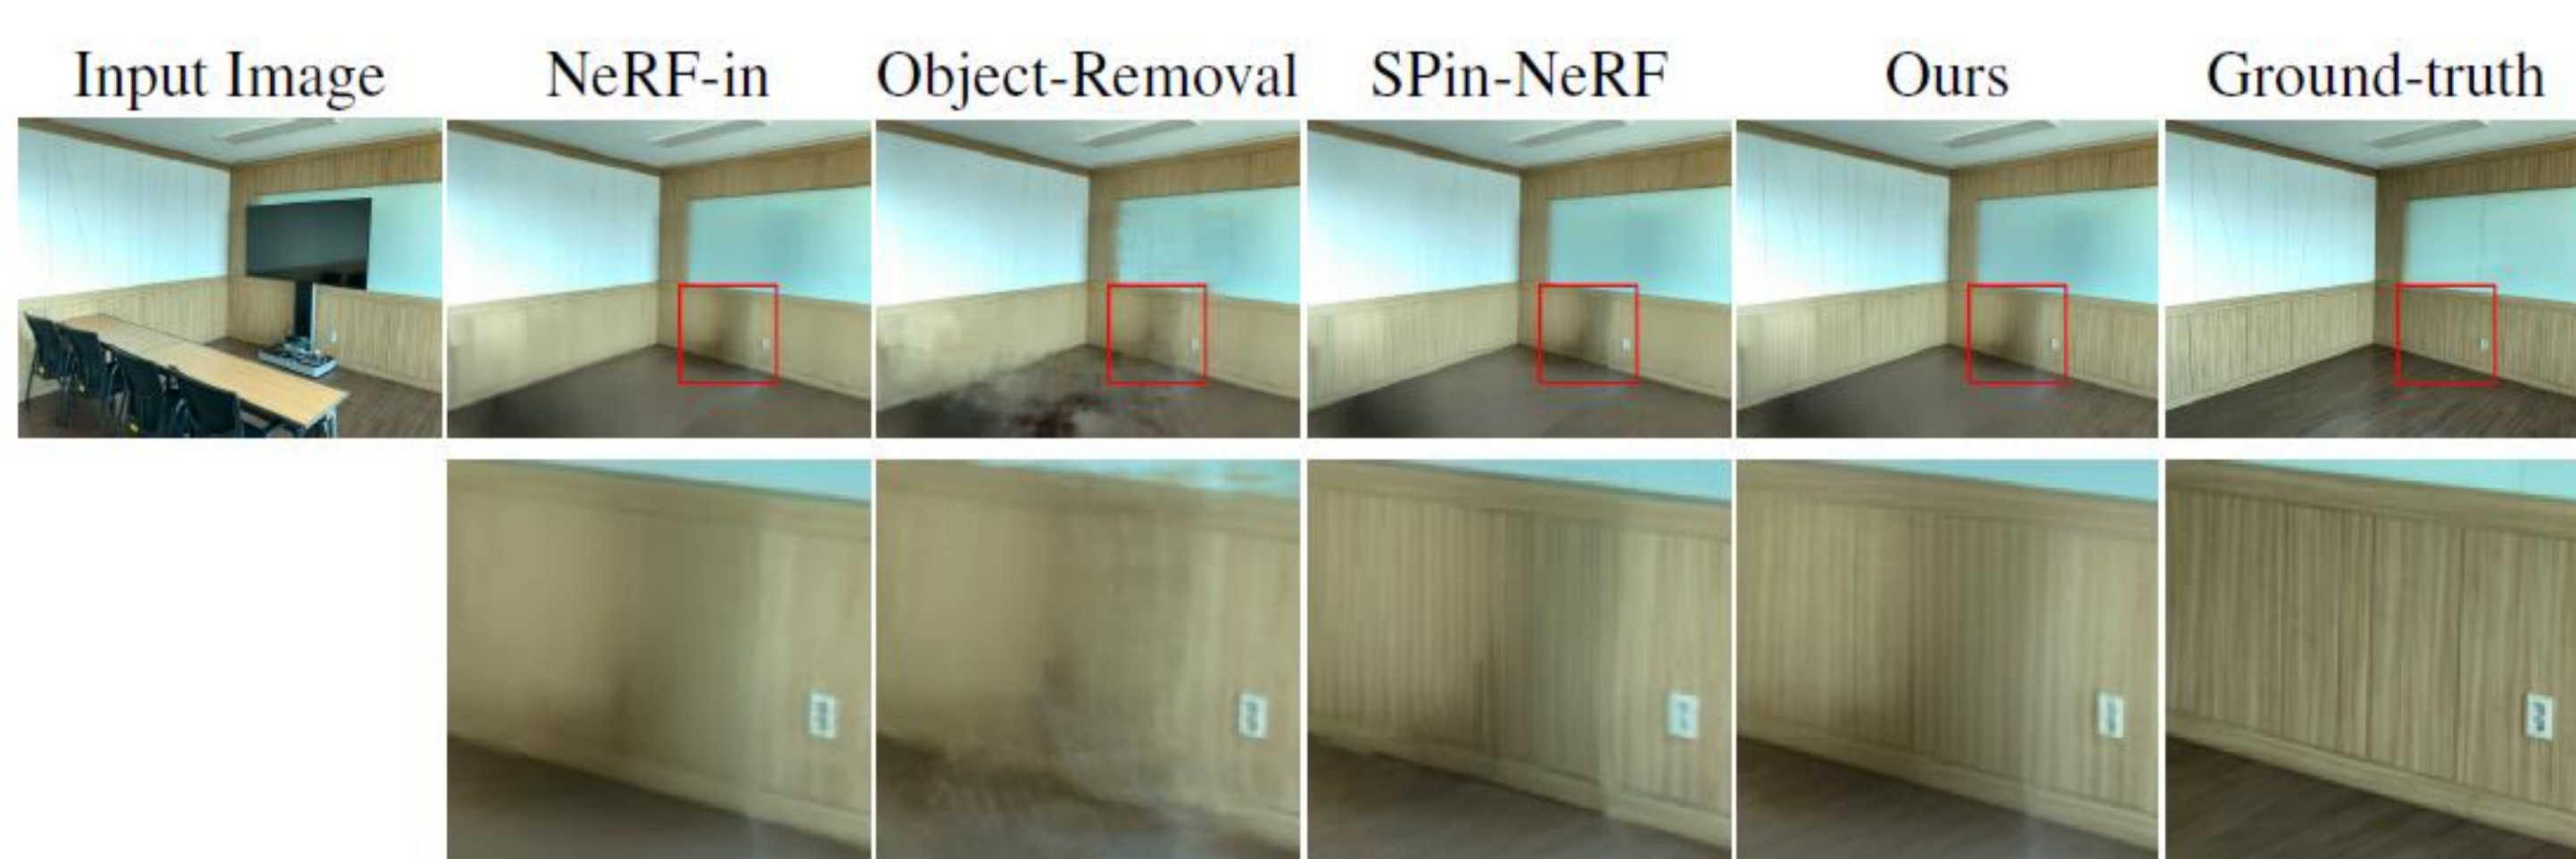 Input Image
NeRF-in
Object-Removal
SPin-NeRF
Ours
Ground-truth